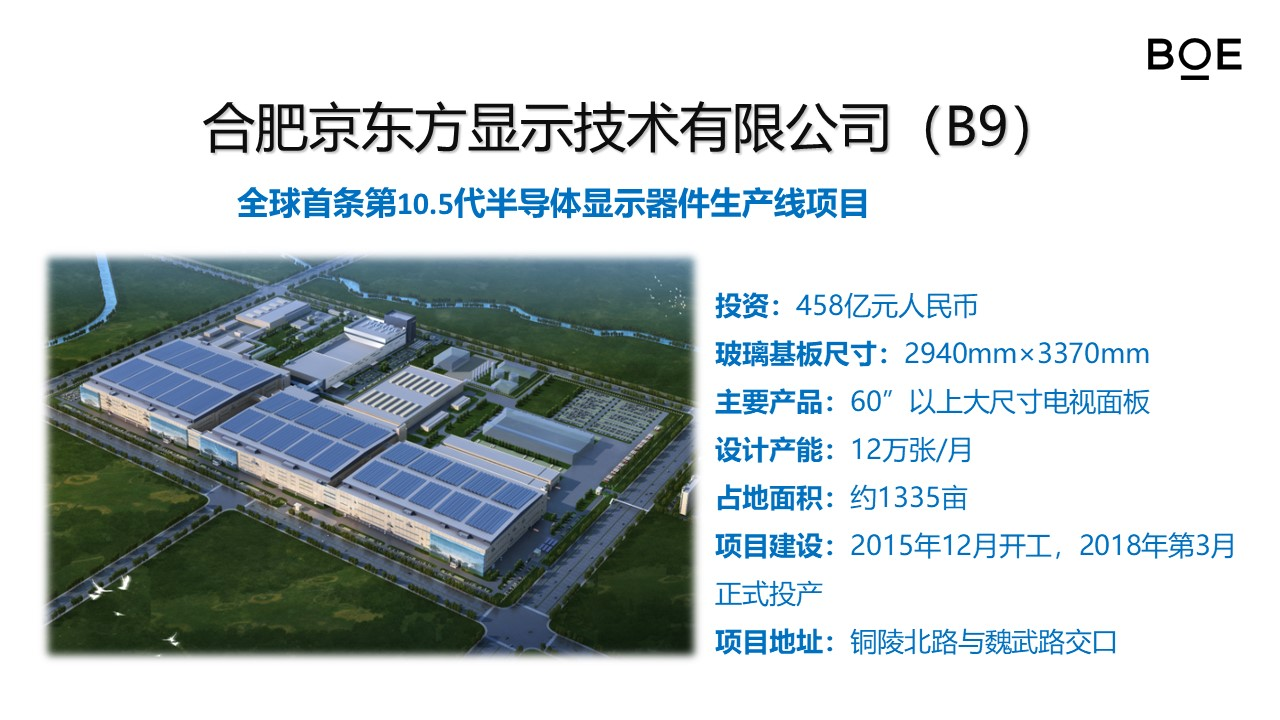 BOE
合肥京东方显示技术有限公司（B9）
全球首条第10.5代半导体显示器件生产线项目
投资：458亿元人民币
玻璃基板尺寸：2940mm×3370mm
主要产品：60”以上大尺寸电视面板
设计产能：12万张/月
占地面积：约1335亩
项目建设：2015年12月开工，2018年第3月
正式投产
项目地址：铜陵北路与魏武路交口